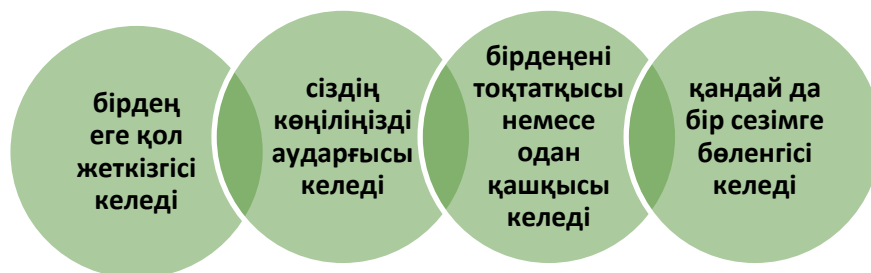 бірдең
еге қол
жеткізгісі
келеді
сіздің
көңіліңізді
аударғысы
келеді
бірдеңені
тоқтатқысы
немесе
одан
қашқысы
келеді
қандай да
бір сезімге
бөленгісі
келеді